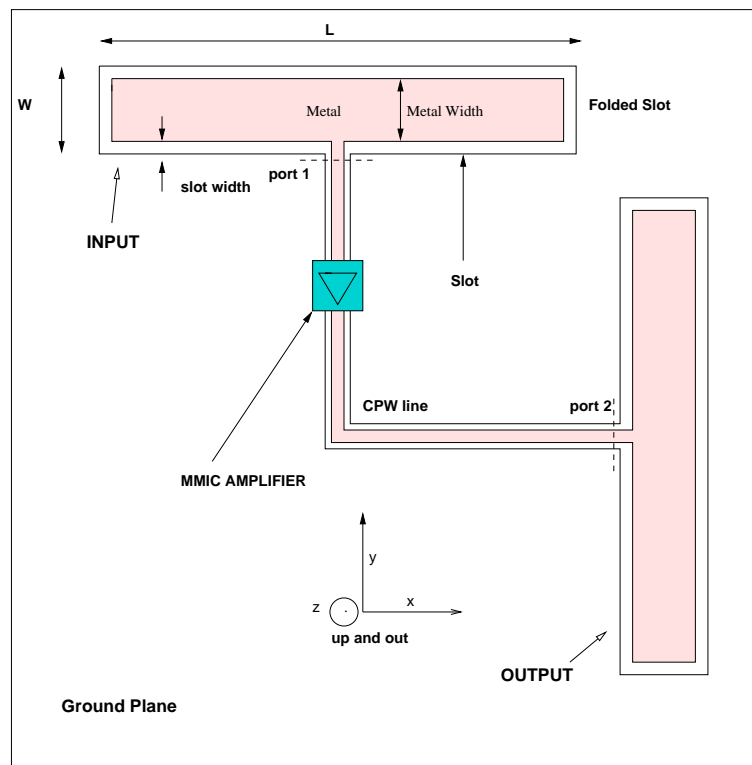 L
W
Metal
Metal Width
Folded Slot
port 1
slot width
INPUT
Slot
CPW line
port 2
MMIC AMPLIFIER
y
z
x
up and out
OUTPUT
Ground Plane